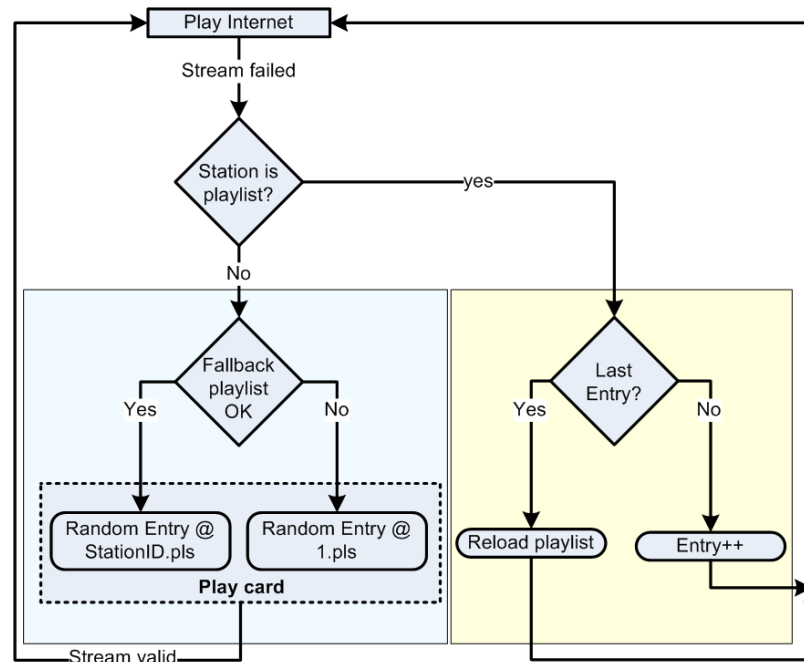 Play Internet
Stream failed
Station is
playlist?
yes
No
Fallback
playlist
OK
Yes
No
Last
Entry?
Yes
No
Random Entry @
StationID.pls
Random Entry @
1.pls
Play card
Reload playlist
Entry++
Stream valid